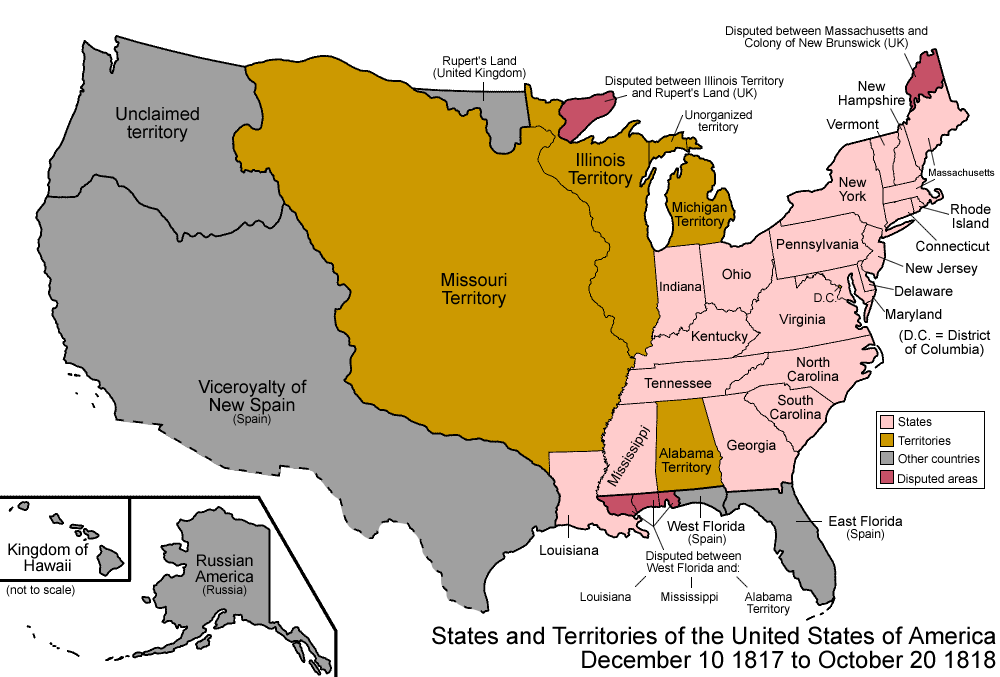 Disputed between Massachusetts and
Colony of New Brunswick (UK)
Rupert's Land
(United Kingdom)
Disputed between Illinois Territory
and Rupert's Land (UK)
New
Hampshire
Unclaimed
territory
Unorganized
territory
Vermont
Illinois
Territory
Massachusetts
New
York
Michigan
Territory
Rhode
Island
Connecticut
Pennsylvania
New Jersey
Ohio
Indiana
Missouri
Territory
Delaware
D.C.
Maryland
Virginia
(D.C. = District
of Columbia)
Kentucky
North
Carolina
Tennessee
Viceroyalty of
New Spain
(Spain)
South
Carolina
States
Territories
Other countries
Disputed areas
Mississippi
Alabama
Territory
Georgia
West Florida
(Spain)
East Florida
(Spain)
Louisiana
Disputed between
West Florida and:
Louisiana
Mississippi
Alabama
Territory
Kingdom of
Hawaii
(not to scale)
Russian
America
(Russia)
States and Territories of the United States of America
December 10 1817 to October 20 1818